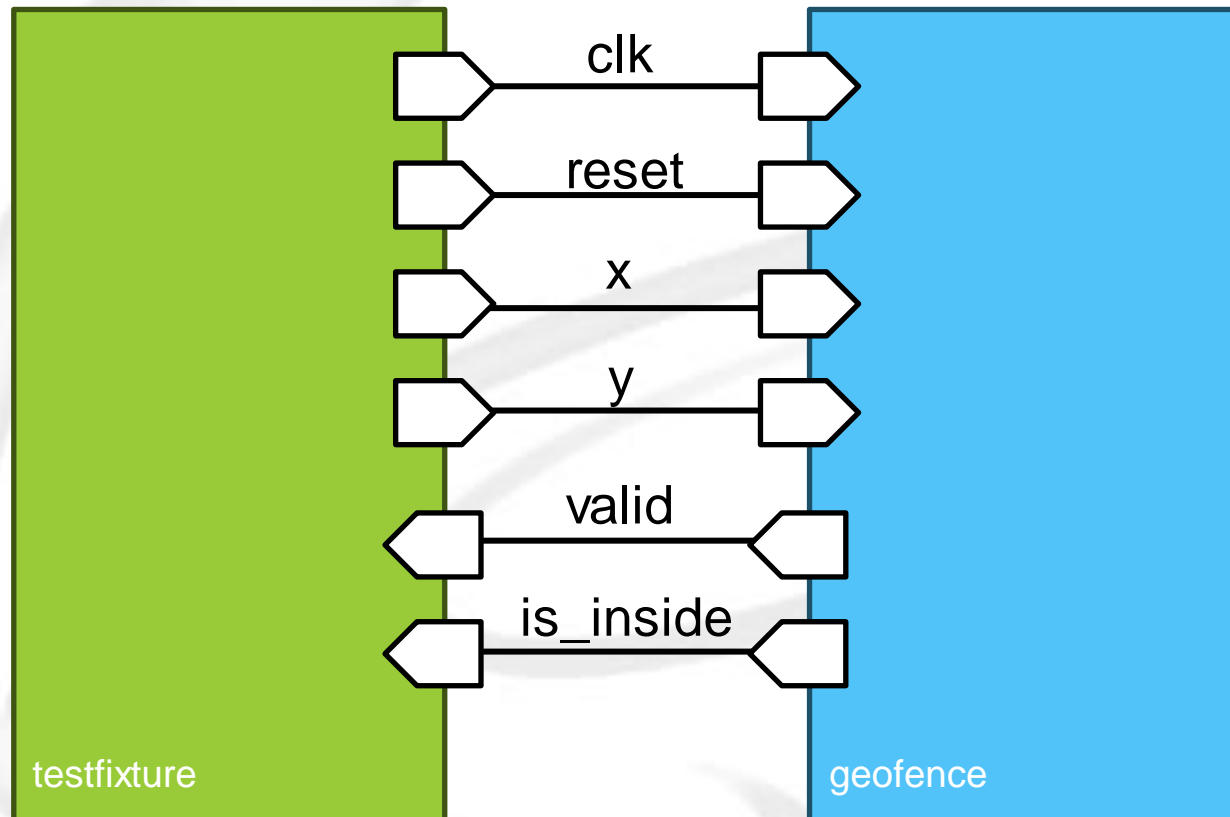 clk
reset
x
y
valid
is_inside
testfixture
geofence